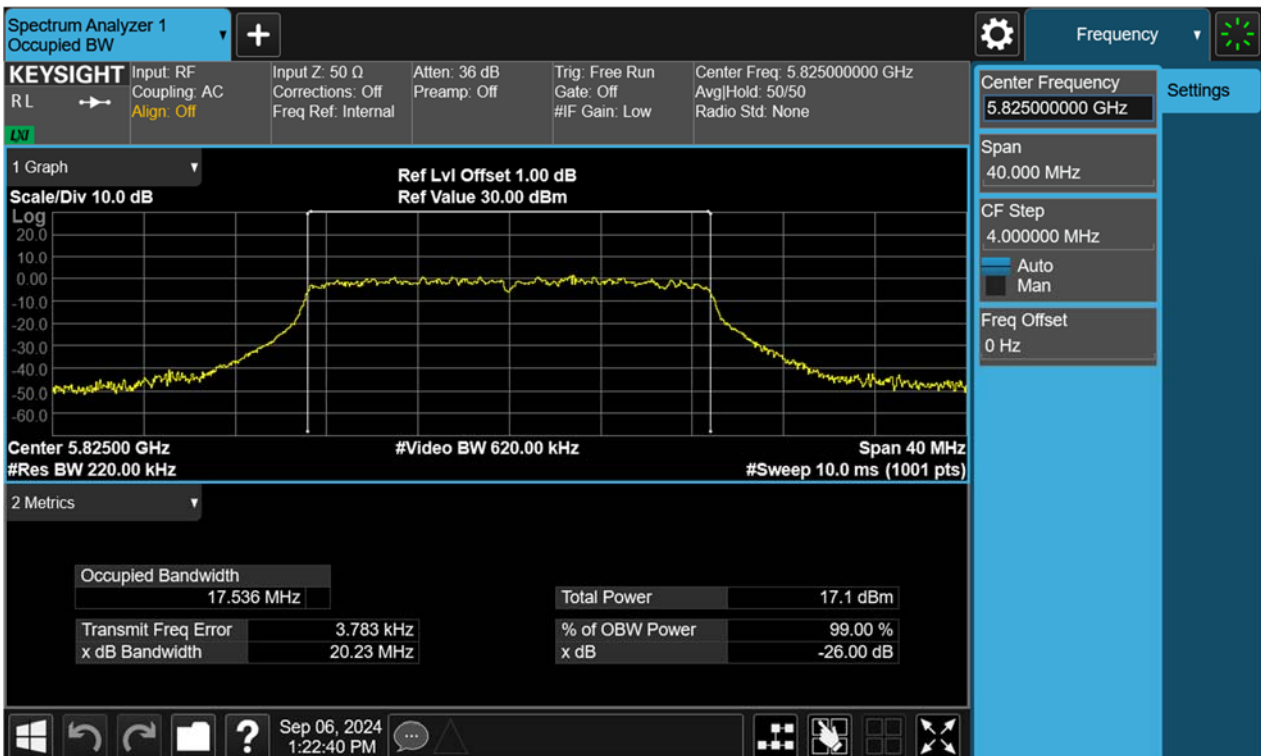 Spectrum Analyzer 1
Occupied BW
+
Frequency
KEYSIGHT
R L
LXI
Input: RF
Coupling: AC
Align: Off
Input Z: 50 Ω
Corrections: Off
Freq Ref: Internal
Atten: 36 dB
Preamp: Off
Trig: Free Run
Gate: Off
#IF Gain: Low
Center Freq: 5.825000000 GHz
Avg|Hold: 50/50
Radio Std: None
Center Frequency
5.825000000 GHz
Settings
Span
40.000 MHz
CF Step
4.000000 MHz
Auto
Man
Freq Offset
0 Hz
1 Graph
Scale/Div 10.0 dB
Ref Lvl Offset 1.00 dB
Ref Value 30.00 dBm
Log
20.0
10.0
0.00
-10.0
-20.0
-30.0
-40.0
-50.0
-60.0
Center 5.82500 GHz
#Video BW 620.00 kHz
Span 40 MHz
#Res BW 220.00 kHz
#Sweep 10.0 ms (1001 pts)
2 Metrics
Occupied Bandwidth
17.536 MHz
Total Power 17.1 dBm
Transmit Freq Error 3.783 kHz
% of OBW Power 99.00 %
x dB Bandwidth 20.23 MHz
x dB -26.00 dB
?
Sep 06, 2024
1:22:40 PM